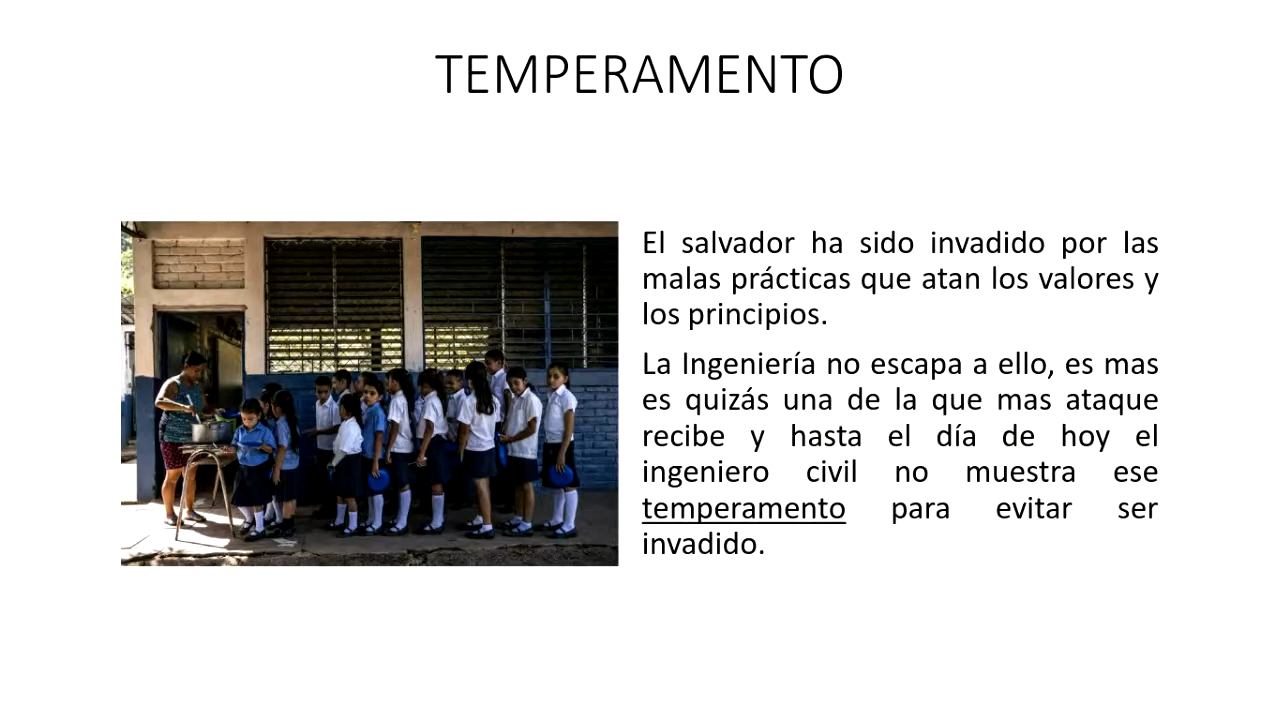 TEMPERAMENTO
El salvador ha sido invadido por las
malas prácticas que atan los valores y
los principios.
La Ingeniería no escapa a ello, es mas
es quizás una de la que mas ataque
recibe y hasta el día de hoy el
ingeniero civil no muestra ese
temperamento para evitar ser
invadido.